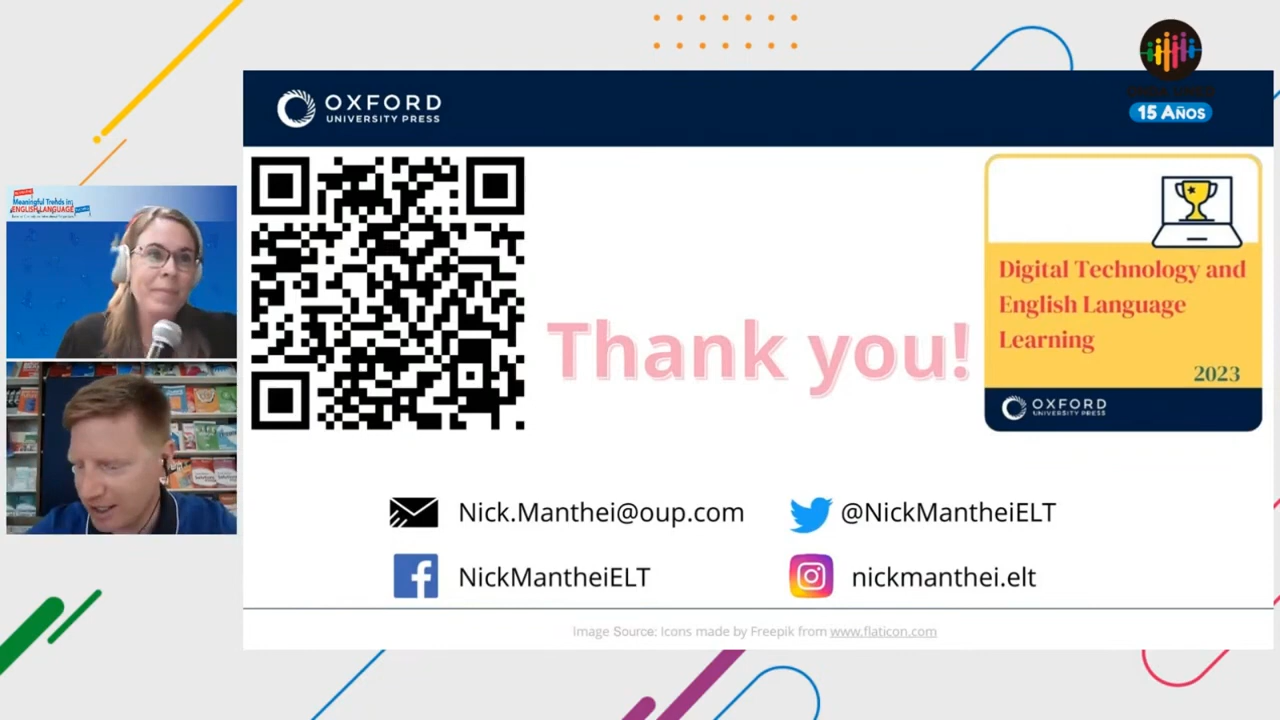 15 AÑOS
OXFORD
UNIVERSITY PRESS
Meaningful Trends in
ENGLISH LANGUAGE
Thank you!
Digital Technology and
English Language
Learning
2023
OXFORD
UNIVERSITY PRESS
Nick.Manthei@oup.com
@NickMantheiELT
NickMantheiELT
nickmanthei.elt
Image Source: Icons made by Freepik from www.flaticon.com